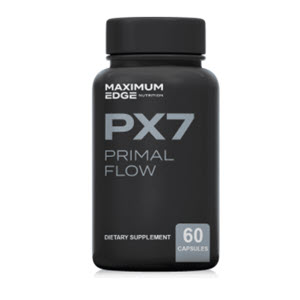 MAXIMUM
EDGE
NUTRITION
PX7
PRIMAL
FLOW
DIETARY SUPPLEMENT
60
CAPSULES